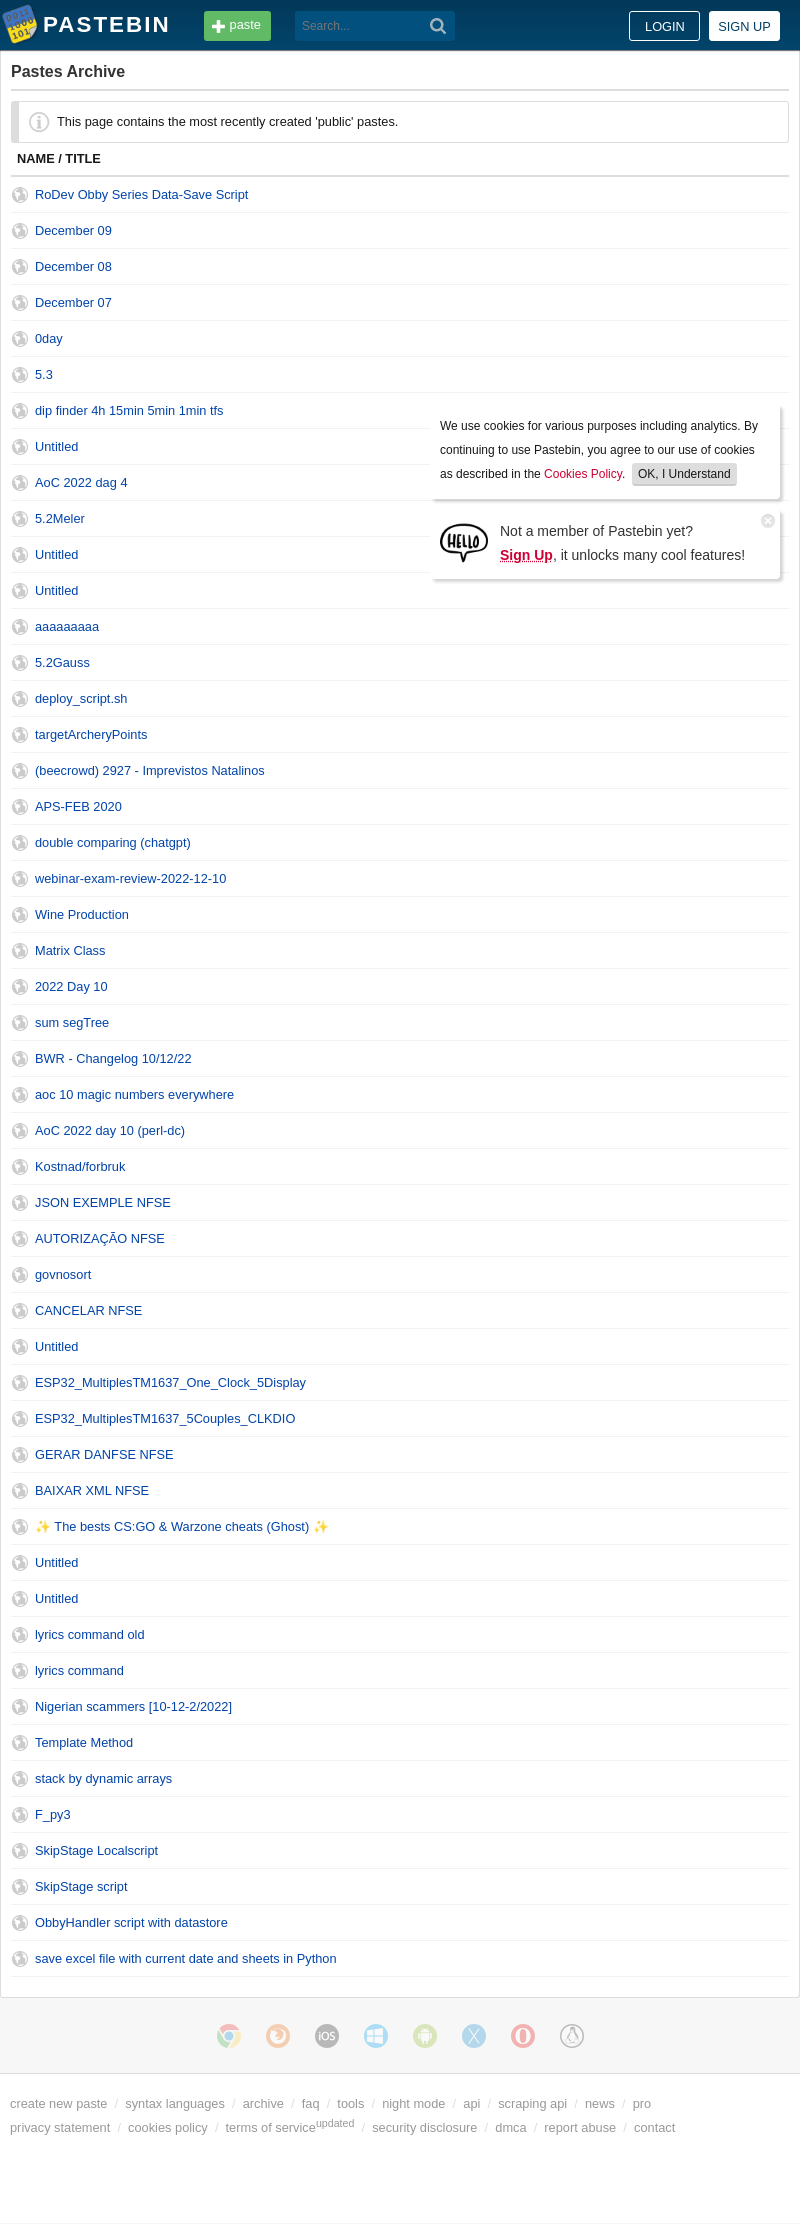 PASTEBIN
paste
Search...
LOGIN
SIGN UP
Pastes Archive
This page contains the most recently created 'public' pastes.
NAME / TITLE
RoDev Obby Series Data-Save Script
December 09
December 08
December 07
0day
5.3
dip finder 4h 15min 5min 1min tfs
Untitled
AoC 2022 dag 4
5.2Meler
Untitled
Untitled
We use cookies for various purposes including analytics. By
continuing to use Pastebin, you agree to our use of cookies
as described in the Cookies Policy. OK, I Understand
HELLO
Not a member of Pastebin yet?
Sign Up, it unlocks many cool features!
aaaaaaaaa
5.2Gauss
deploy_script.sh
targetArcheryPoints
(beecrowd) 2927 - Imprevistos Natalinos
APS-FEB 2020
double comparing (chatgpt)
webinar-exam-review-2022-12-10
Wine Production
Matrix Class
2022 Day 10
sum segTree
BWR - Changelog 10/12/22
aoc 10 magic numbers everywhere
AoC 2022 day 10 (perl-dc)
Kostnad/forbruk
JSON EXEMPLE NFSE
AUTORIZAÇÃO NFSE
govnosort
CANCELAR NFSE
Untitled
ESP32_MultiplesTM1637_One_Clock_5Display
ESP32_MultiplesTM1637_5Couples_CLKDIO
GERAR DANFSE NFSE
BAIXAR XML NFSE
✨ The bests CS:GO & Warzone cheats (Ghost) ✨
Untitled
Untitled
lyrics command old
lyrics command
Nigerian scammers [10-12-2/2022]
Template Method
stack by dynamic arrays
F_py3
SkipStage Localscript
SkipStage script
ObbyHandler script with datastore
save excel file with current date and sheets in Python
iOS
create new paste / syntax languages / archive / faq / tools / night mode / api / scraping api / news / pro
privacy statement / cookies policy / terms of service updated / security disclosure / dmca / report abuse / contact